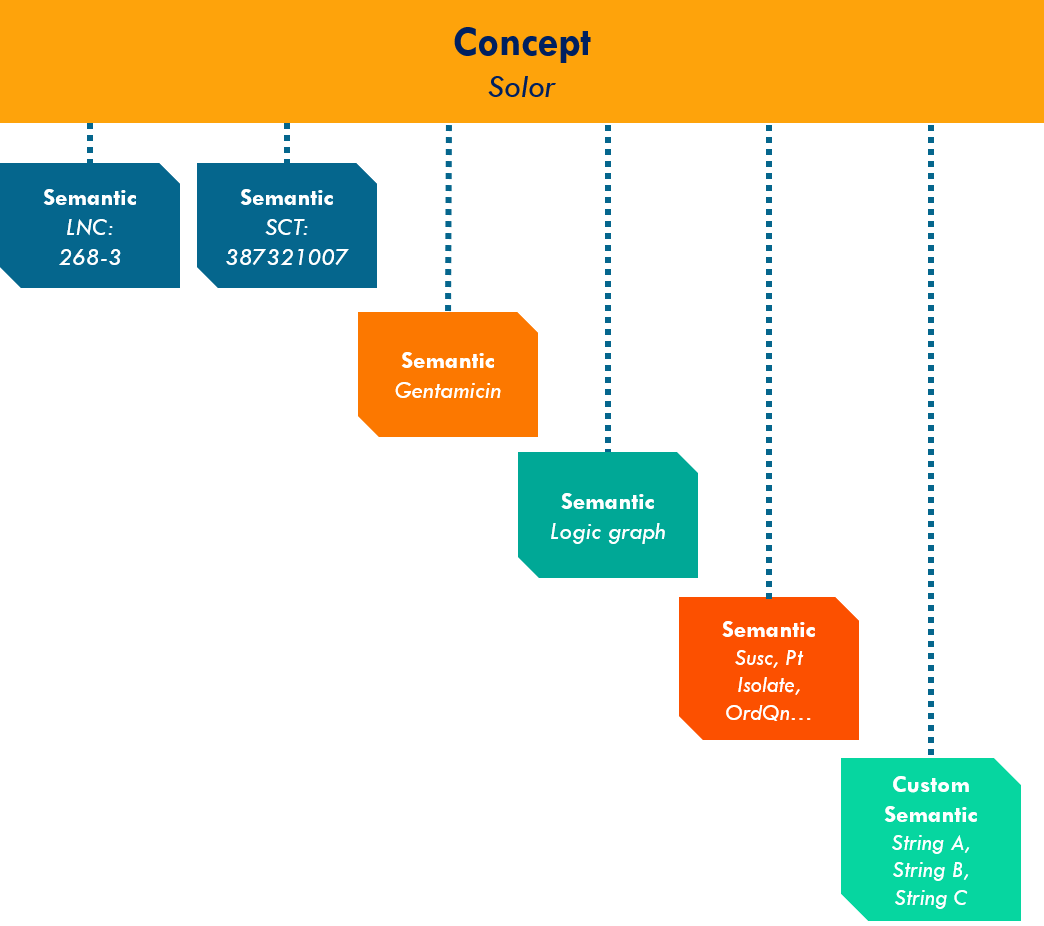 Concept
Solor
Semantic
LNC:
268-3
Semantic
SCT:
387321007
Semantic
Gentamicin
Semantic
Logic graph
Semantic
Susc, Pt
Isolate,
OrdQn...
Custom
Semantic
String A,
String B,
String C